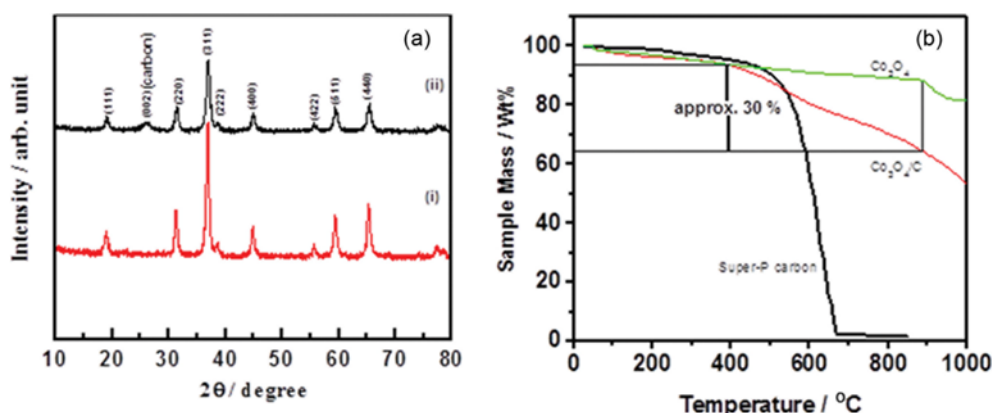 (a)
(111)
(002) (carbon)
(220)
(311)
(222)
(400)
(422)
(511)
(440)
(ii)
(i)
Intensity / arb. unit
10 20 30 40 50 60 70 80
2θ / degree
(b)
100
80
60
40
20
0
Sample Mass / Wt%
Co₃O₄
approx. 30 %
Co₃O₄/C
Super-P carbon
0 200 400 600 800 1000
Temperature / °C